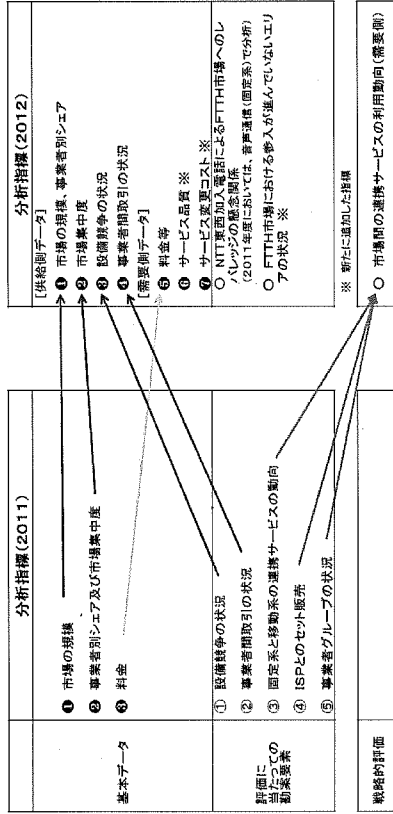 分析指標(2011)
基本データ
❶ 市場の規模
❷ 事業者別シェア及び市場集中度
❸ 料金
評価に
当たっての
勘案要素
① 設備競争の状況
② 事業者間取引の状況
③ 固定系と移動系の連携サービスの動向
④ ISPとのセット販売
⑤ 事業者グループの状況
戦略的評価
分析指標(2012)
[供給側データ]
❶ 市場の規模、事業者別シェア
❷ 市場集中度
❸ 設備競争の状況
❹ 事業者間取引の状況
[需要側データ]
❺ 料金等
❻ サービス品質 ※
❼ サービス変更コスト ※
○ NTT東西加入電話によるFTTH市場へのレ
バレッジの懸念関係
(2011年度においては、音声通信(固定系)で分析)
○ FTTH市場における参入が進んでいないエリ
アの状況 ※
※ 新たに追加した指標
○ 市場間の連携サービスの利用動向(需要側)